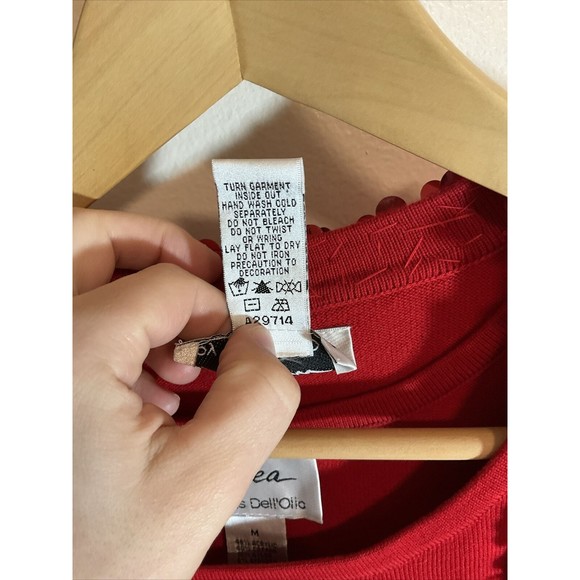 TURN GARMENT
INSIDE OUT
HAND WASH COLD
SEPARATELY
DO NOT BLEACH
DO NOT TWIST
OR WRING
LAY FLAT TO DRY
DO NOT IRON
PRECAUTION TO
DECORATION
A29714
Dell'Olio
M